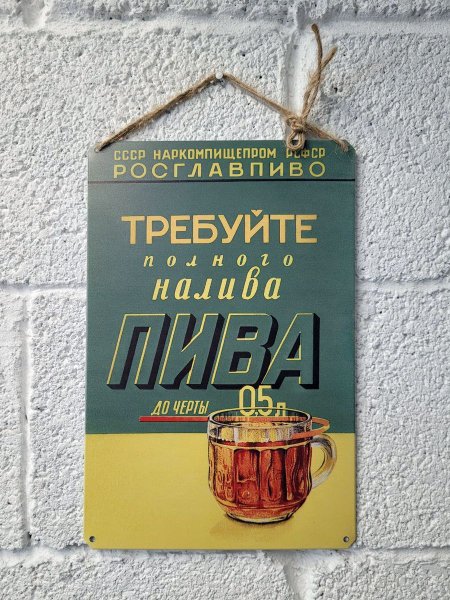 СССР НАРКОМПИЩЕПРОМ РСФСР
РОСГЛАВПИВО
ТРЕБУЙТЕ
полного
налива
ПИВА
ДО ЧЕРТЫ 0,5 л